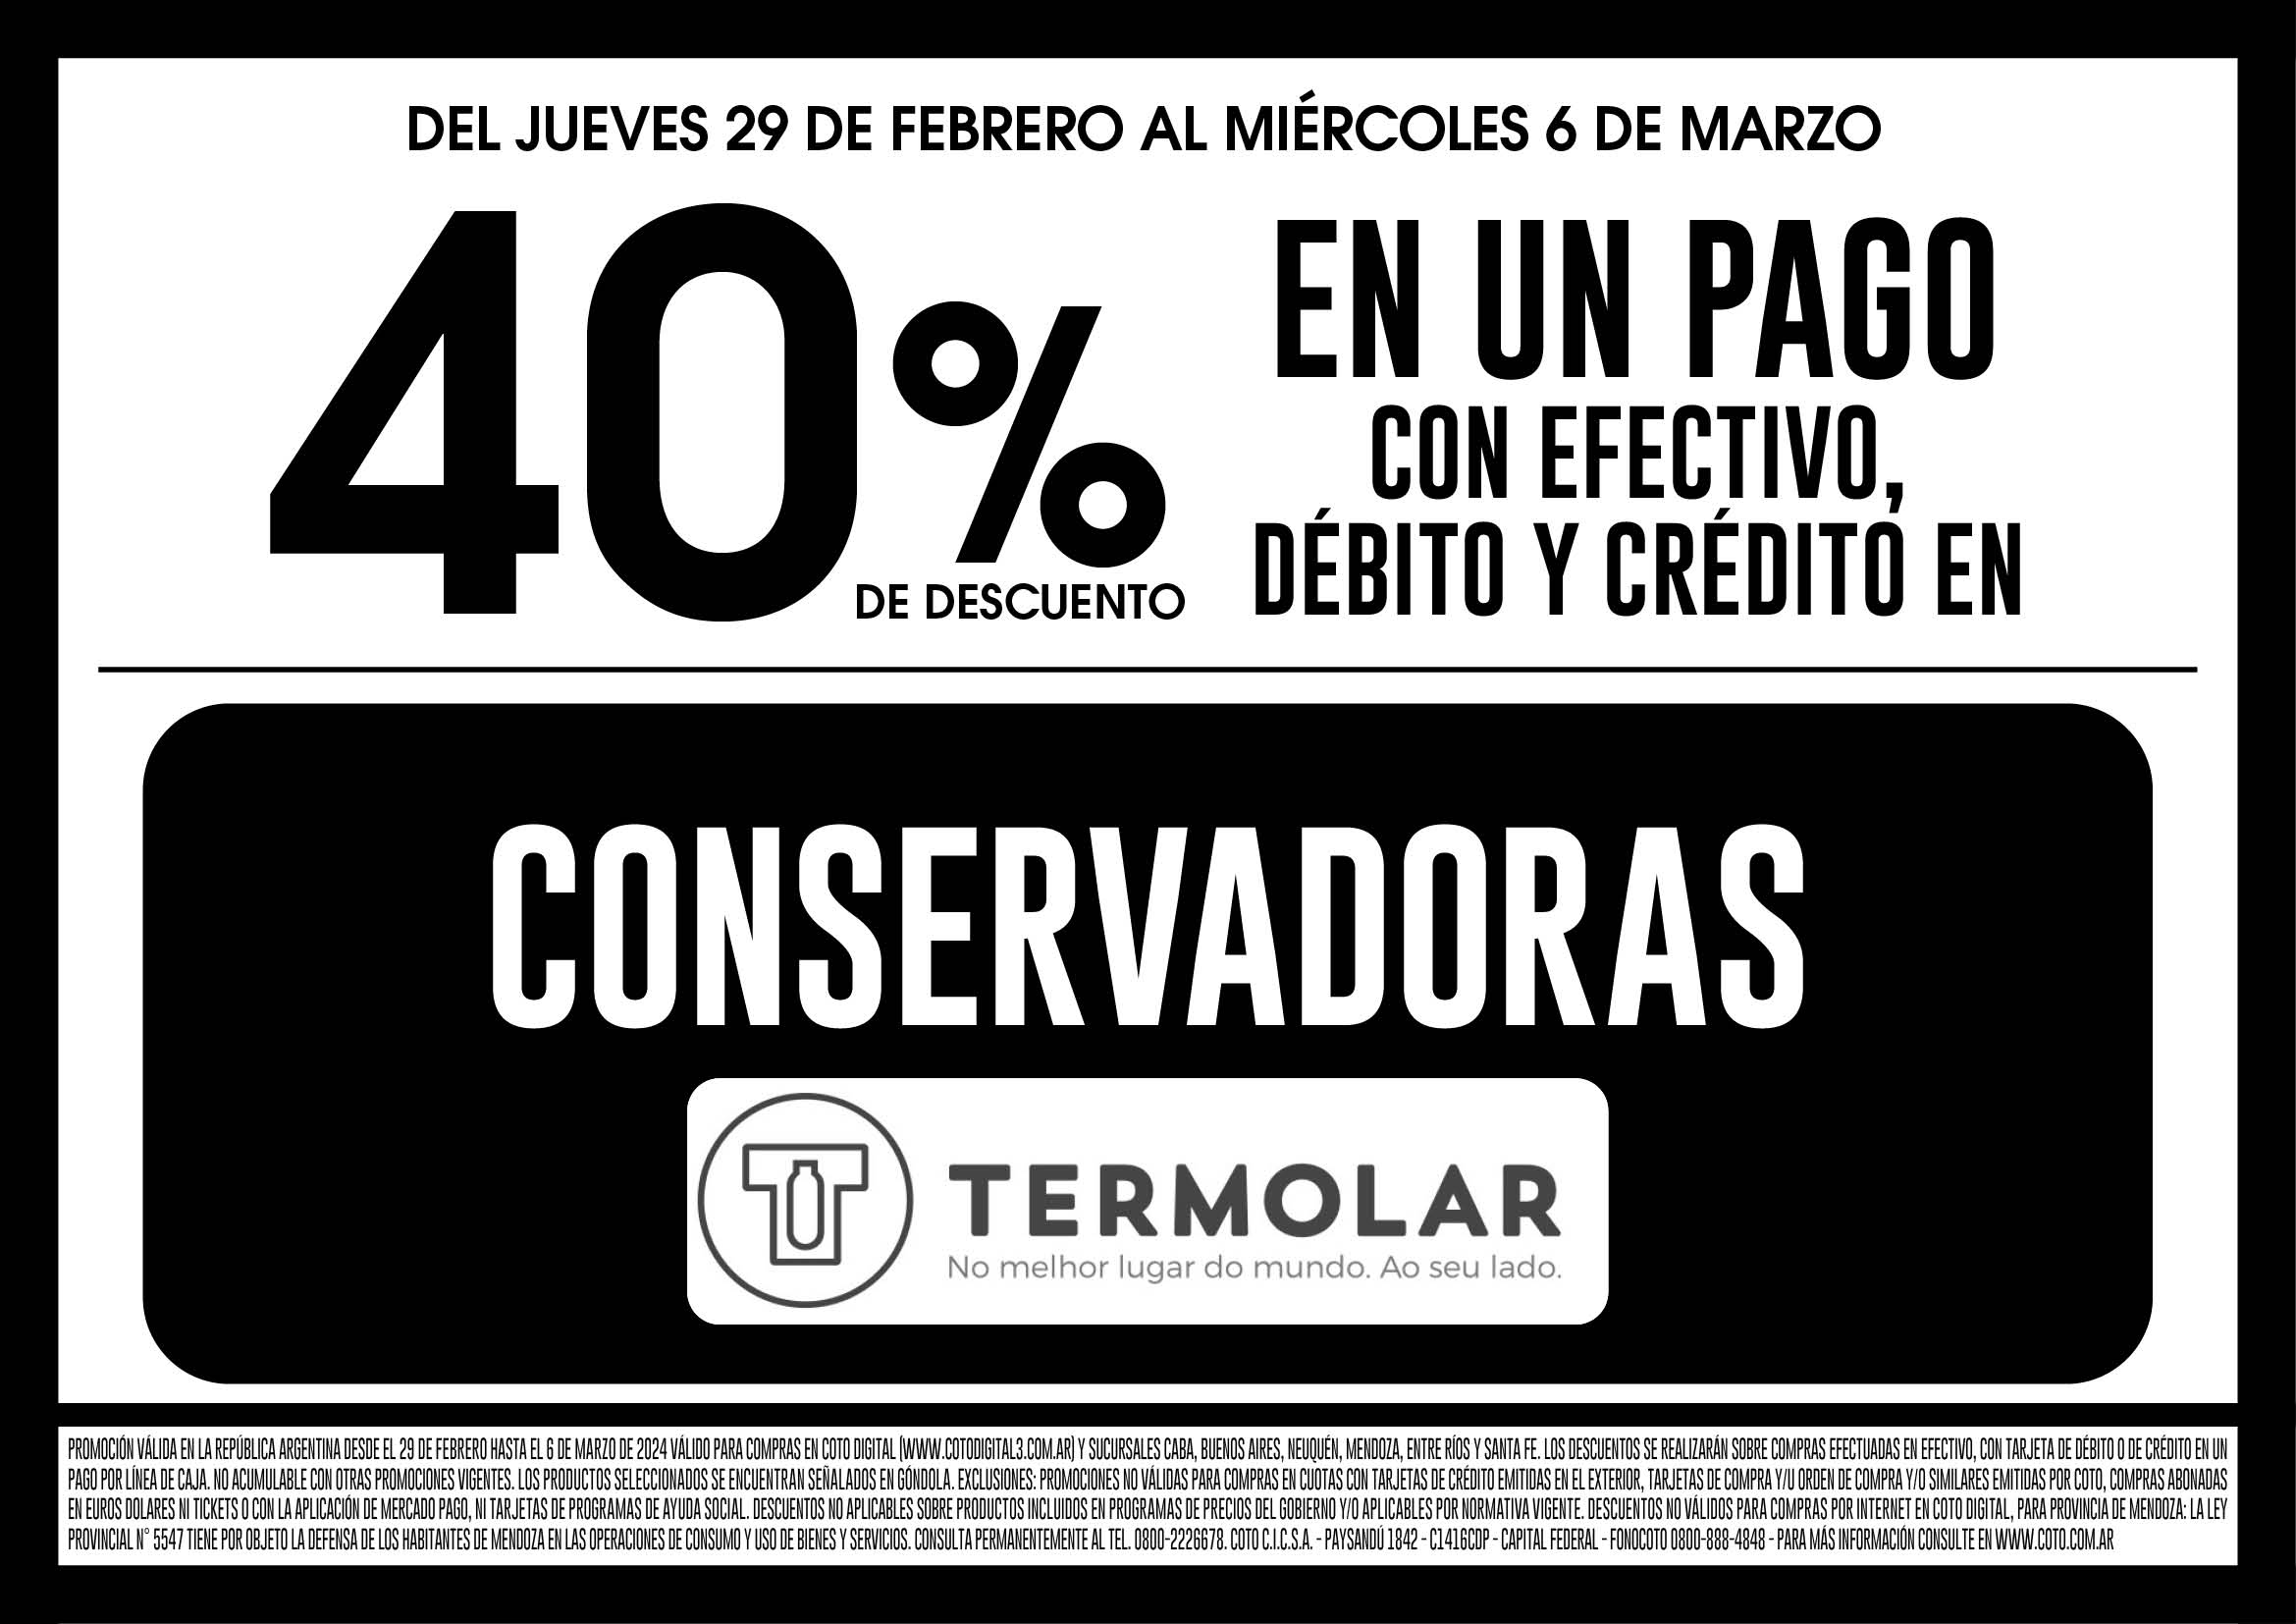 DEL JUEVES 29 DE FEBRERO AL MIÉRCOLES 6 DE MARZO
40%
DE DESCUENTO
EN UN PAGO
CON EFECTIVO,
DÉBITO Y CRÉDITO EN
CONSERVADORAS
TERMOLAR
No melhor lugar do mundo. Ao seu lado.
PROMOCIÓN VÁLIDA EN LA REPÚBLICA ARGENTINA DESDE EL 29 DE FEBRERO HASTA EL 6 DE MARZO DE 2024 VÁLIDO PARA COMPRAS EN COTO DIGITAL (WWW.COTODIGITAL3.COM.AR) Y SUCURSALES CABA, BUENOS AIRES, NEUQUÉN, MENDOZA, ENTRE RÍOS Y SANTA FE. LOS DESCUENTOS SE REALIZARÁN SOBRE COMPRAS EFECTUADAS EN EFECTIVO, CON TARJETA DE DÉBITO O DE CRÉDITO EN UN
PAGO POR LÍNEA DE CAJA. NO ACUMULABLE CON OTRAS PROMOCIONES VIGENTES. LOS PRODUCTOS SELECCIONADOS SE ENCUENTRAN SEÑALADOS EN GÓNDOLA. EXCLUSIONES: PROMOCIONES NO VÁLIDAS PARA COMPRAS EN CUOTAS CON TARJETAS DE CRÉDITO EMITIDAS EN EL EXTERIOR, TARJETAS DE COMPRA Y/U ORDEN DE COMPRA Y/O SIMILARES EMITIDAS POR COTO, COMPRAS ABONADAS
EN EUROS DOLARES NI TICKETS O CON LA APLICACIÓN DE MERCADO PAGO, NI TARJETAS DE PROGRAMAS DE AYUDA SOCIAL. DESCUENTOS NO APLICABLES SOBRE PRODUCTOS INCLUIDOS EN PROGRAMAS DE PRECIOS DEL GOBIERNO Y/O APLICABLES POR NORMATIVA VIGENTE. DESCUENTOS NO VÁLIDOS PARA COMPRAS POR INTERNET EN COTO DIGITAL, PARA PROVINCIA DE MENDOZA: LA LEY
PROVINCIAL N° 5547 TIENE POR OBJETO LA DEFENSA DE LOS HABITANTES DE MENDOZA EN LAS OPERACIONES DE CONSUMO Y USO DE BIENES Y SERVICIOS. CONSULTA PERMANENTEMENTE AL TEL. 0800-2226678. COTO C.I.C.S.A. - PAYSANDÚ 1842 - C1416CDP - CAPITAL FEDERAL - FONOCOTO 0800-888-4848 - PARA MÁS INFORMACIÓN CONSULTE EN WWW.COTO.COM.AR